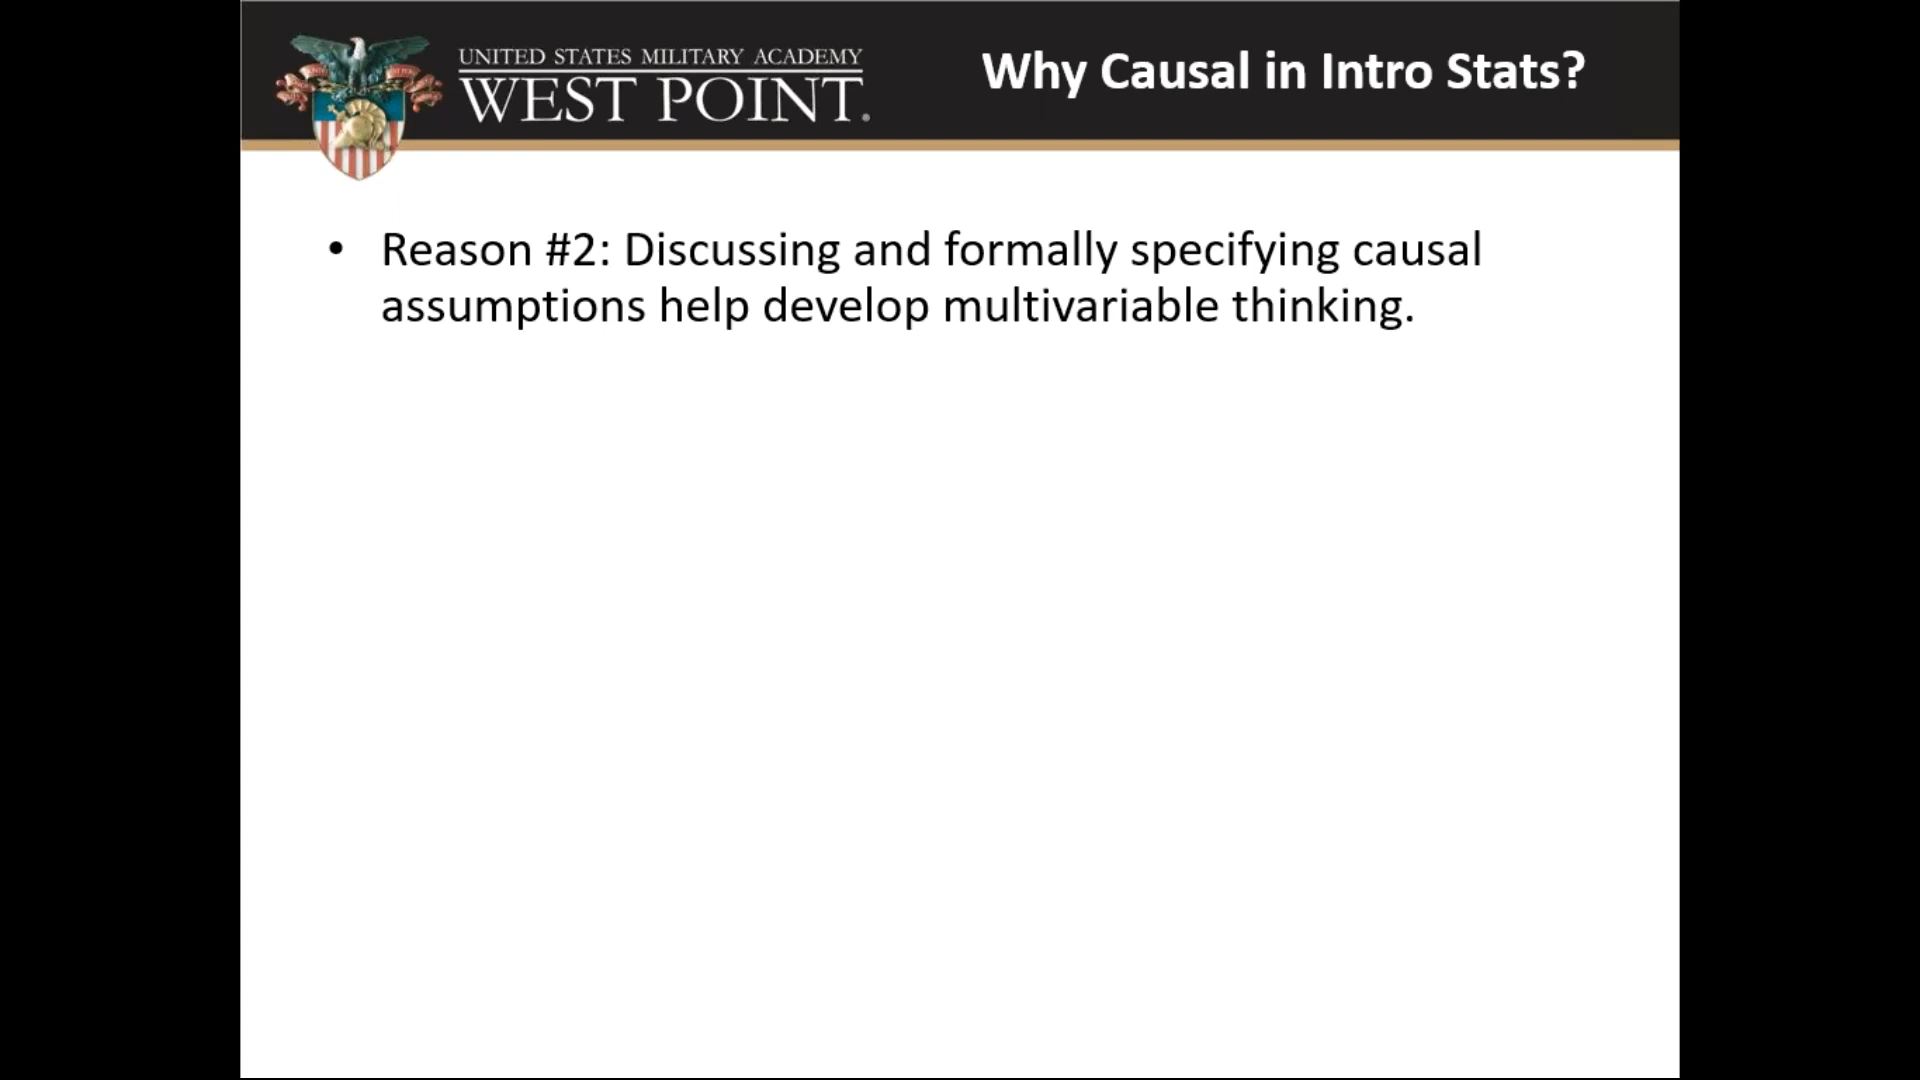 UNITED STATES MILITARY ACADEMY
WEST POINT.
Why Causal in Intro Stats?
• Reason #2: Discussing and formally specifying causal
assumptions help develop multivariable thinking.